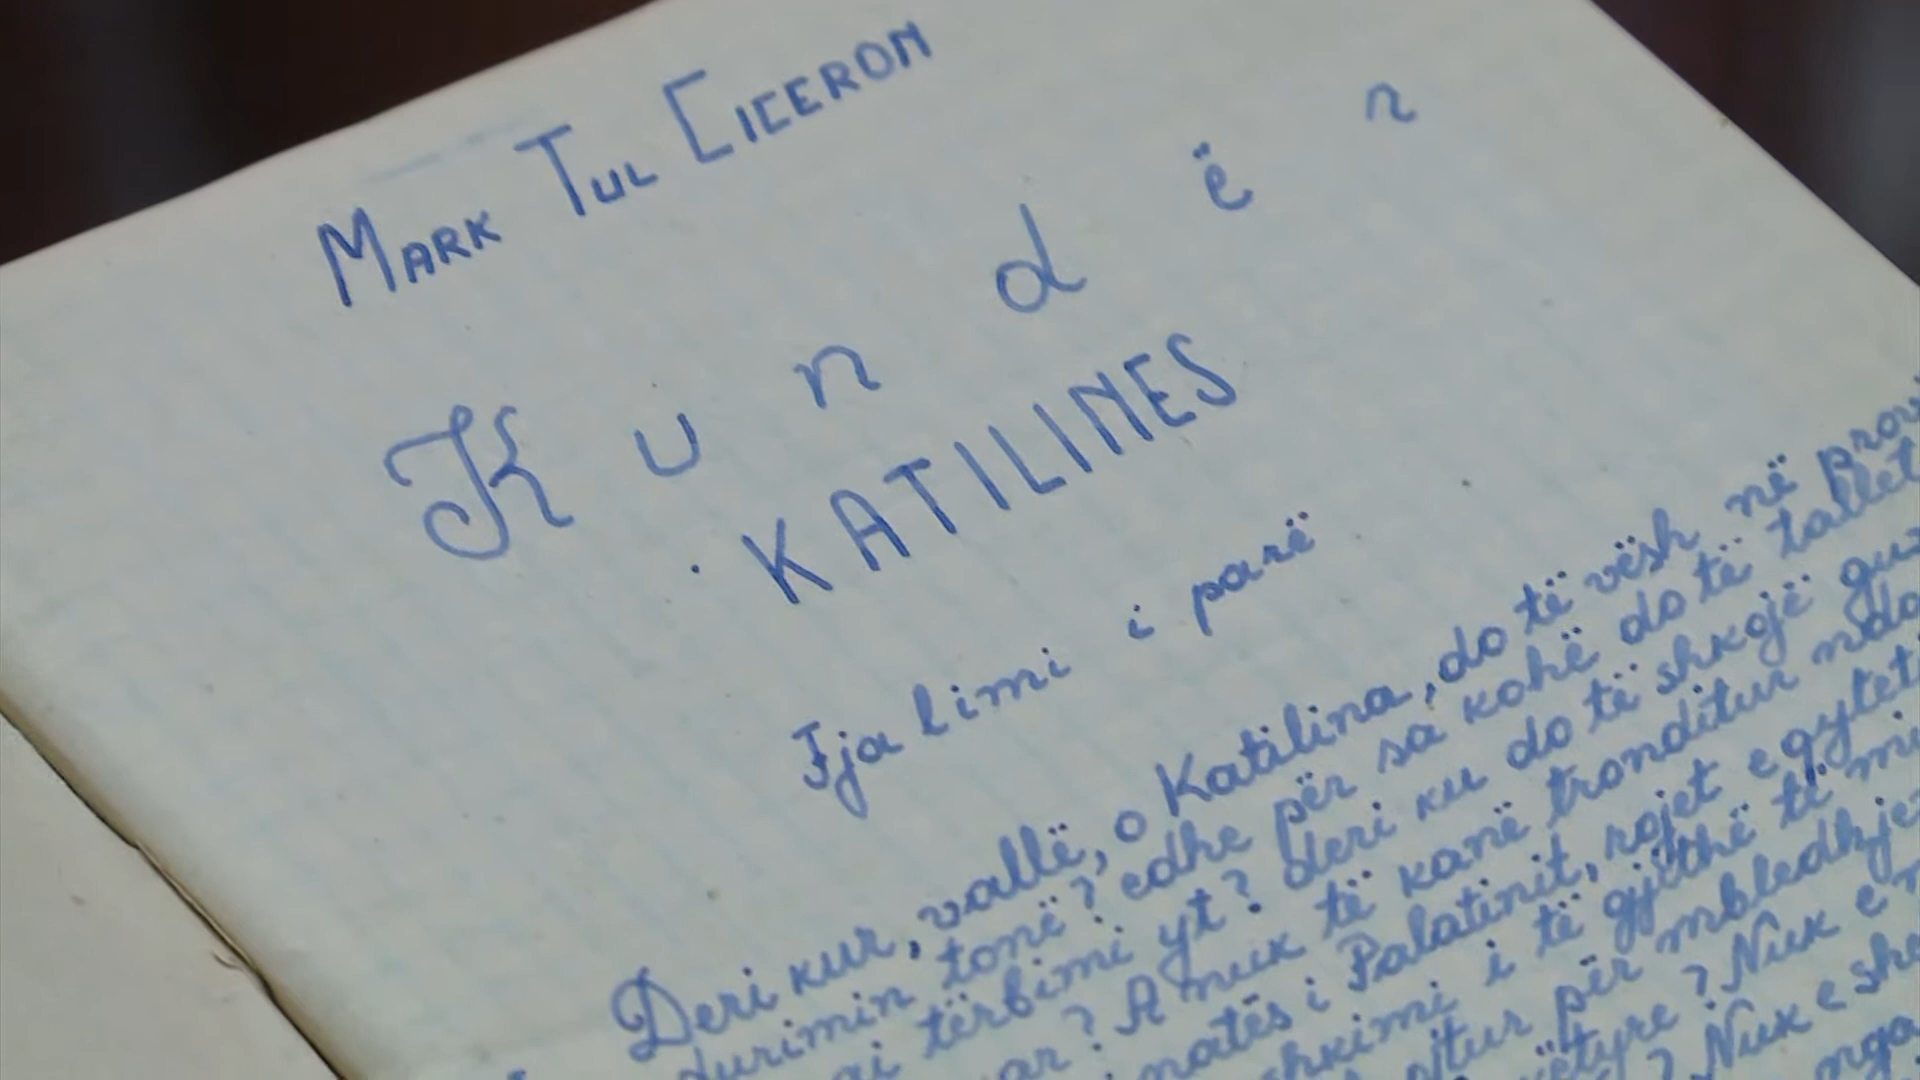 MARK TUL CICERON
Kundër
KATILINES
Fjalimi i parë
Deri kur, vallë, o Katilina, do të vësh në
durimin tonë? edhe për sa kohë do të tallet
tërbimi yt? deri ku do të shkojë
? A nuk të kanë tronditur
natës i Palatinit, rojet e qytetit
i të gjithë të
për mbledhje
? Nuk e
? Nuk e
nga